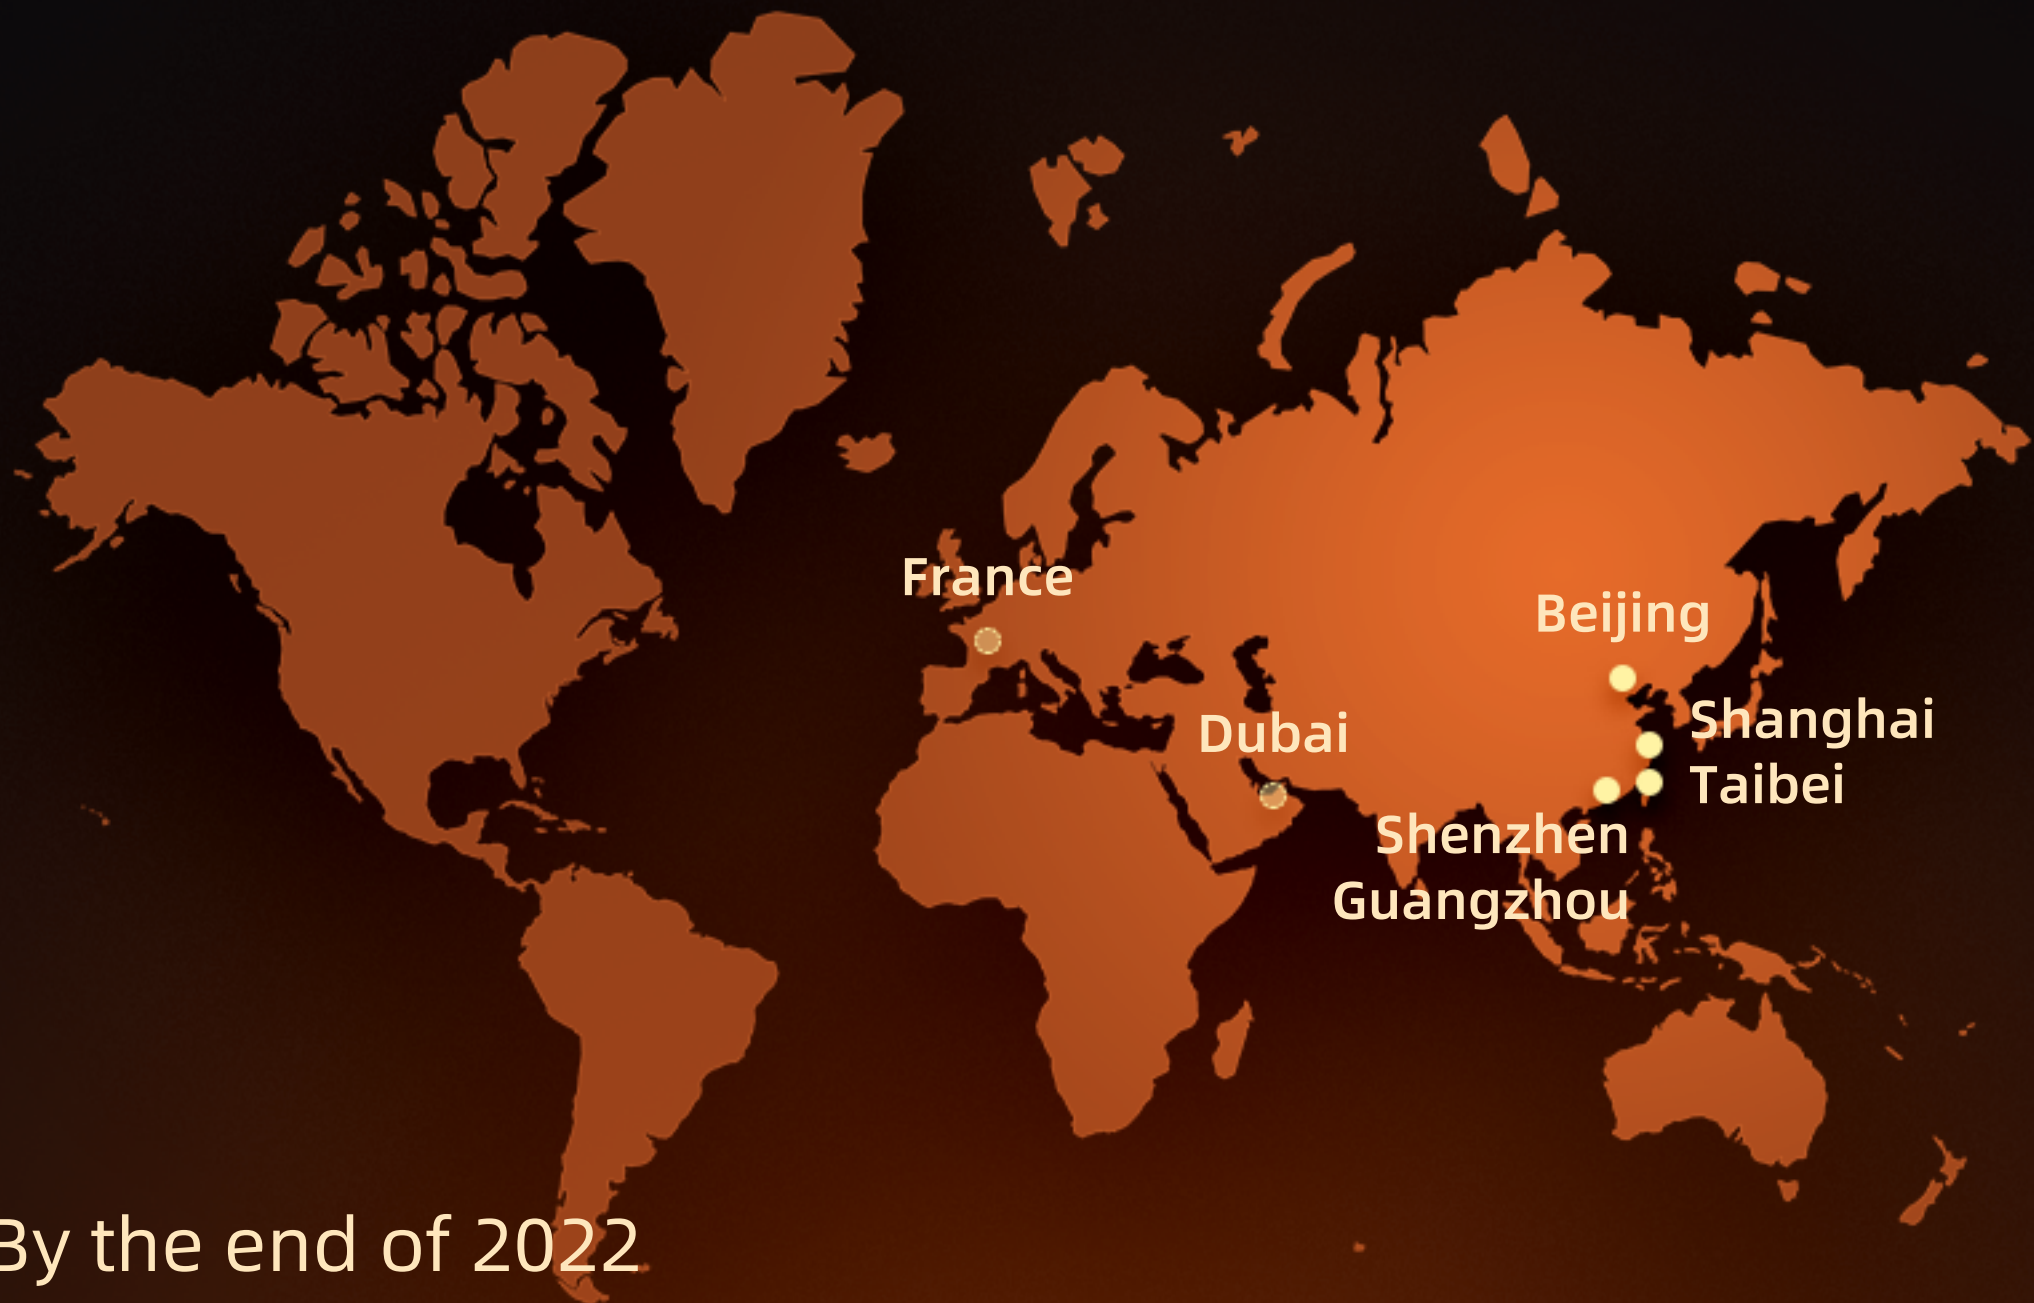 France
Beijing
Dubai
Shanghai
Taibei
Shenzhen
Guangzhou
By the end of 2022